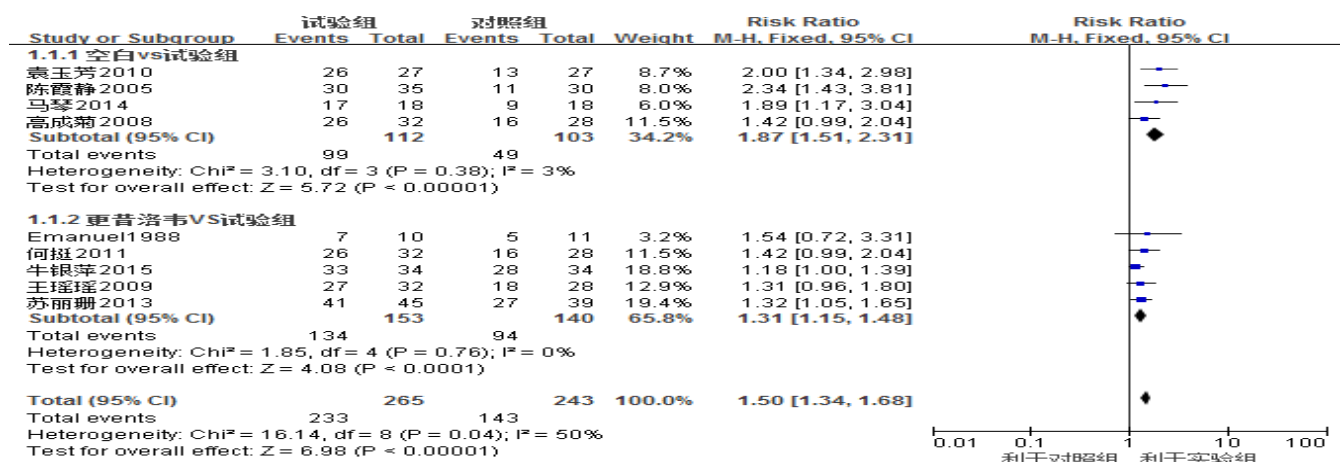 试验组 对照组 Risk Ratio Risk Ratio
Study or Subgroup Events Total Events Total Weight M-H, Fixed, 95% CI M-H, Fixed, 95% CI
1.1.1 空白vs试验组
袁玉芳2010 26 27 13 27 8.7% 2.00 [1.34, 2.98]
陈霞静2005 30 35 11 30 8.0% 2.34 [1.43, 3.81]
马琴2014 17 18 9 18 6.0% 1.89 [1.17, 3.04]
高成菊2008 26 32 16 28 11.5% 1.42 [0.99, 2.04]
Subtotal (95% CI) 112 103 34.2% 1.87 [1.51, 2.31]
Total events 99 49
Heterogeneity: Chi² = 3.10, df = 3 (P = 0.38); I² = 3%
Test for overall effect: Z = 5.72 (P < 0.00001)
1.1.2 更昔洛韦VS试验组
Emanuel1988 7 10 5 11 3.2% 1.54 [0.72, 3.31]
何挺2011 26 32 16 28 11.5% 1.42 [0.99, 2.04]
牛银萍2015 33 34 28 34 18.8% 1.18 [1.00, 1.39]
王瑶瑶2009 27 32 18 28 12.9% 1.31 [0.96, 1.80]
苏丽珊2013 41 45 27 39 19.4% 1.32 [1.05, 1.65]
Subtotal (95% CI) 153 140 65.8% 1.31 [1.15, 1.48]
Total events 134 94
Heterogeneity: Chi² = 1.85, df = 4 (P = 0.76); I² = 0%
Test for overall effect: Z = 4.08 (P < 0.0001)
Total (95% CI) 265 243 100.0% 1.50 [1.34, 1.68]
Total events 233 143
Heterogeneity: Chi² = 16.14, df = 8 (P = 0.04); I² = 50%
Test for overall effect: Z = 6.98 (P < 0.00001)
0.01 0.1 1 10 100
利于对照组 利于实验组